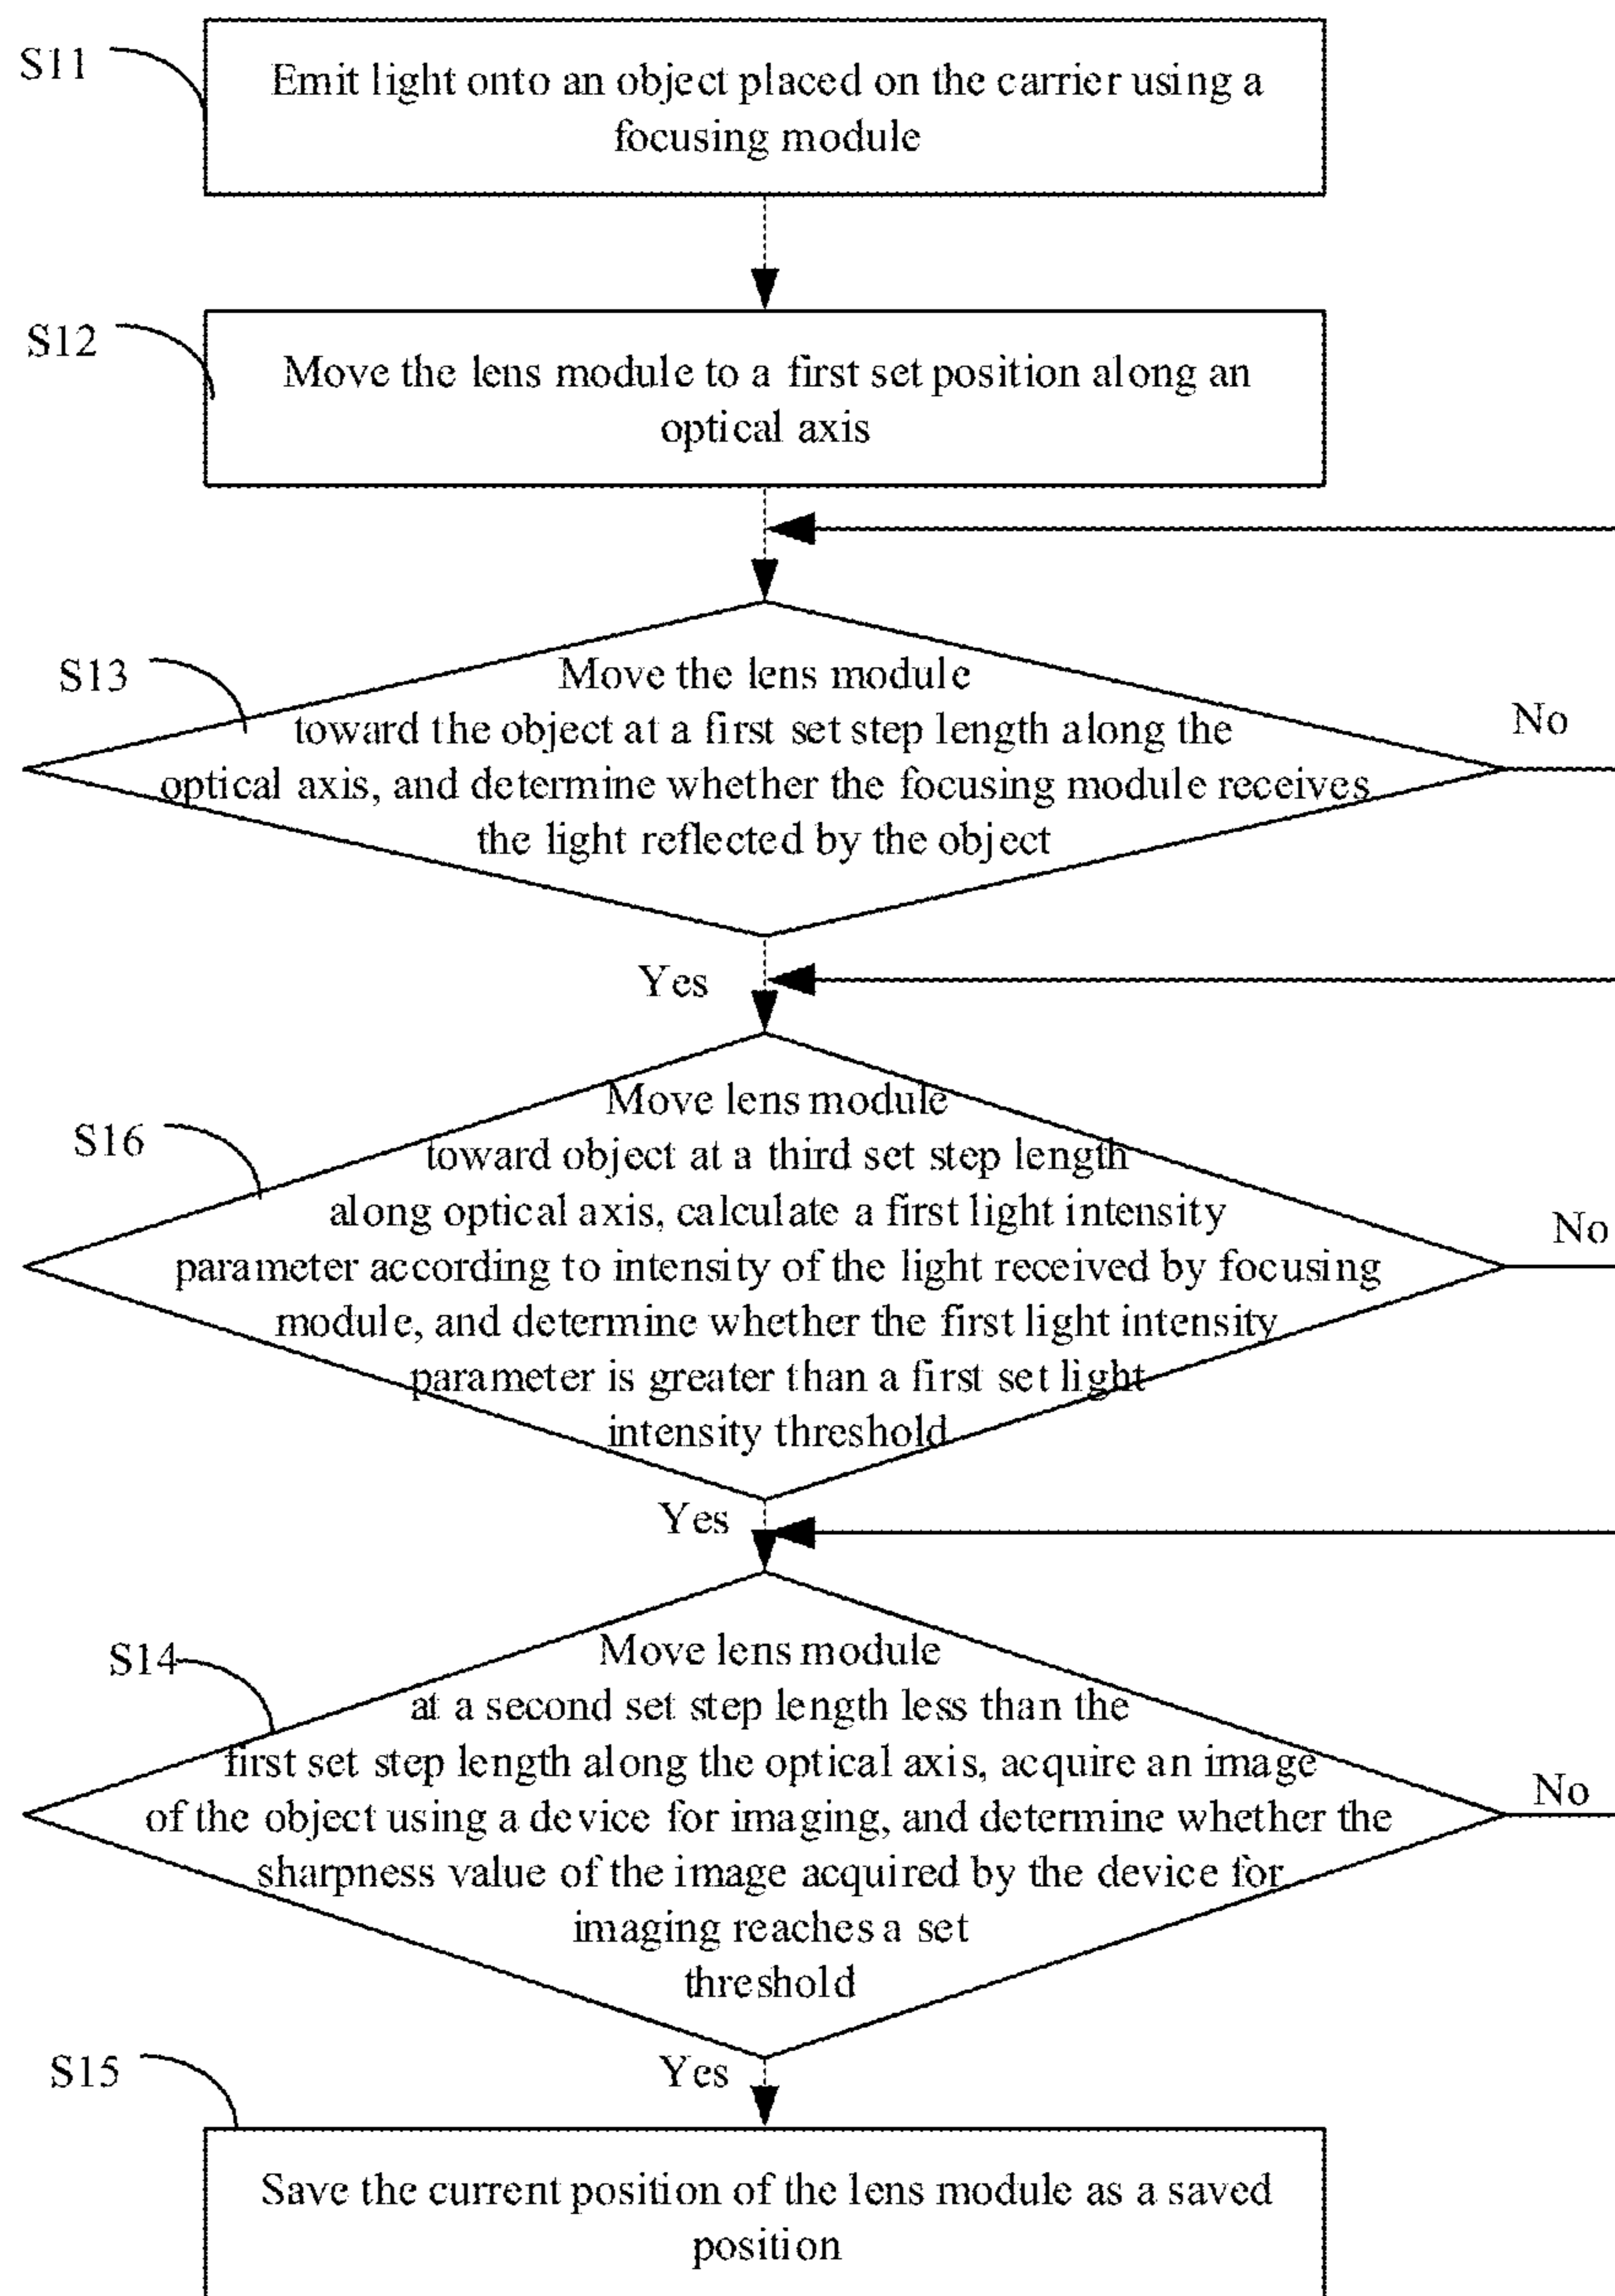 S11
Emit light onto an object placed on the carrier using a
focusing module
S12
Move the lens module to a first set position along an
optical axis
S13
Move the lens module
toward the object at a first set step length along the
optical axis, and determine whether the focusing module receives
the light reflected by the object
No
Yes
S16
Move lens module
toward object at a third set step length
along optical axis, calculate a first light intensity
parameter according to intensity of the light received by focusing
module, and determine whether the first light intensity
parameter is greater than a first set light
intensity threshold
No
Yes
S14
Move lens module
at a second set step length less than the
first set step length along the optical axis, acquire an image
of the object using a device for imaging, and determine whether the
sharpness value of the image acquired by the device for
imaging reaches a set
threshold
No
Yes
S15
Save the current position of the lens module as a saved
position